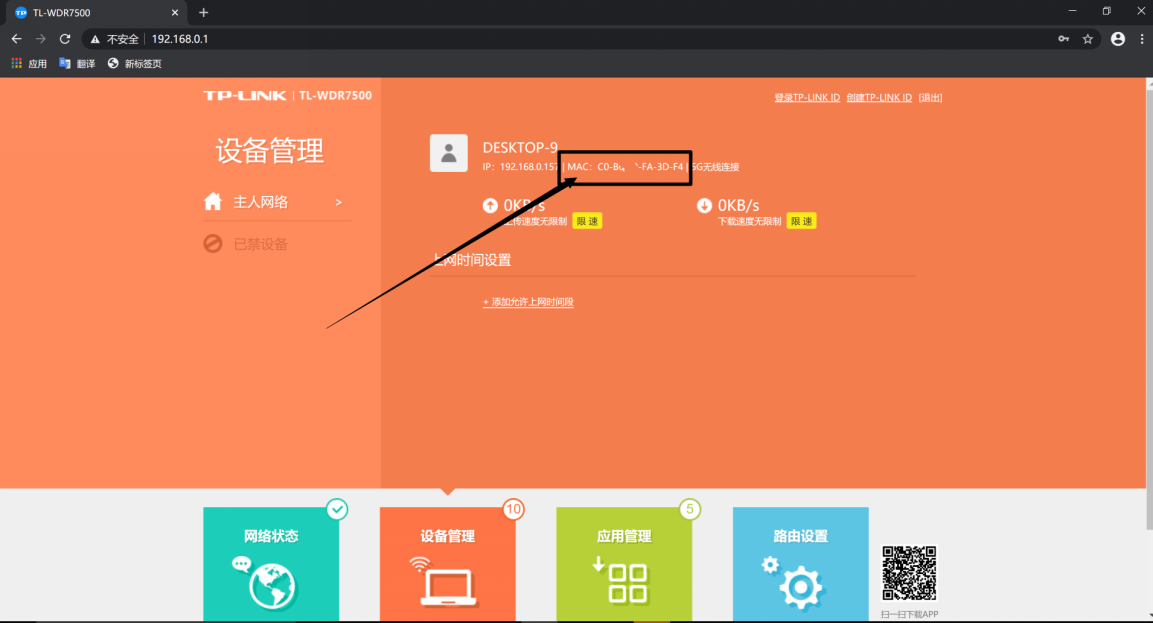 TL-WDR7500
不安全 192.168.0.1
应用 翻译 新标签页
TP-LINK | TL-WDR7500
登录TP-LINK ID 创建TP-LINK ID [退出]
设备管理
主人网络 >
已禁设备
DESKTOP-9
IP: 192.168.0.157 | MAC: C0- -FA-3D-F4 | 5G无线连接
0KB/s
上传速度无限制 限速
0KB/s
下载速度无限制 限速
上网时间设置
+ 添加允许上网时间段
网络状态
设备管理 10
应用管理 5
路由设置
扫一扫下载APP